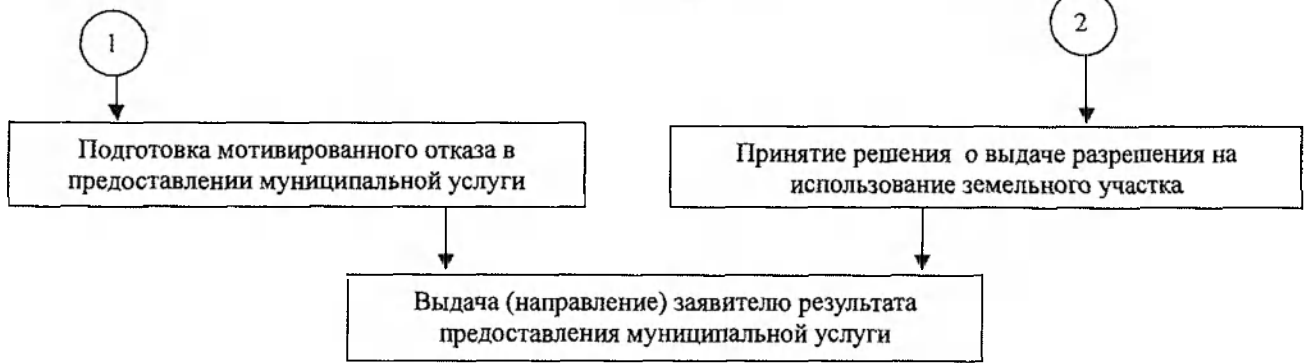 1
2
Подготовка мотивированного отказа в
предоставлении муниципальной услуги
Принятие решения о выдаче разрешения на
использование земельного участка
Выдача (направление) заявителю результата
предоставления муниципальной услуги